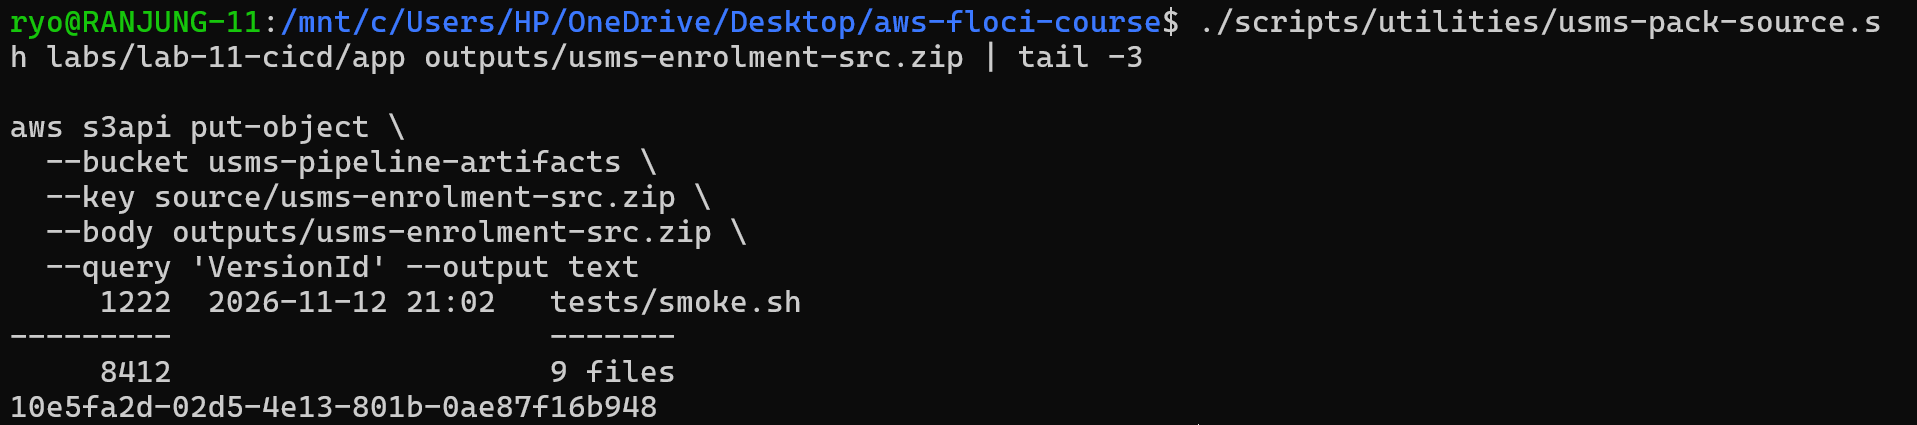 ryo@RANJUNG-11:/mnt/c/Users/HP/OneDrive/Desktop/aws-floci-course$ ./scripts/utilities/usms-pack-source.s
h labs/lab-11-cicd/app outputs/usms-enrolment-src.zip | tail -3

aws s3api put-object \
  --bucket usms-pipeline-artifacts \
  --key source/usms-enrolment-src.zip \
  --body outputs/usms-enrolment-src.zip \
  --query 'VersionId' --output text
     1222  2026-11-12 21:02   tests/smoke.sh
---------                     -------
     8412                     9 files
10e5fa2d-02d5-4e13-801b-0ae87f16b948